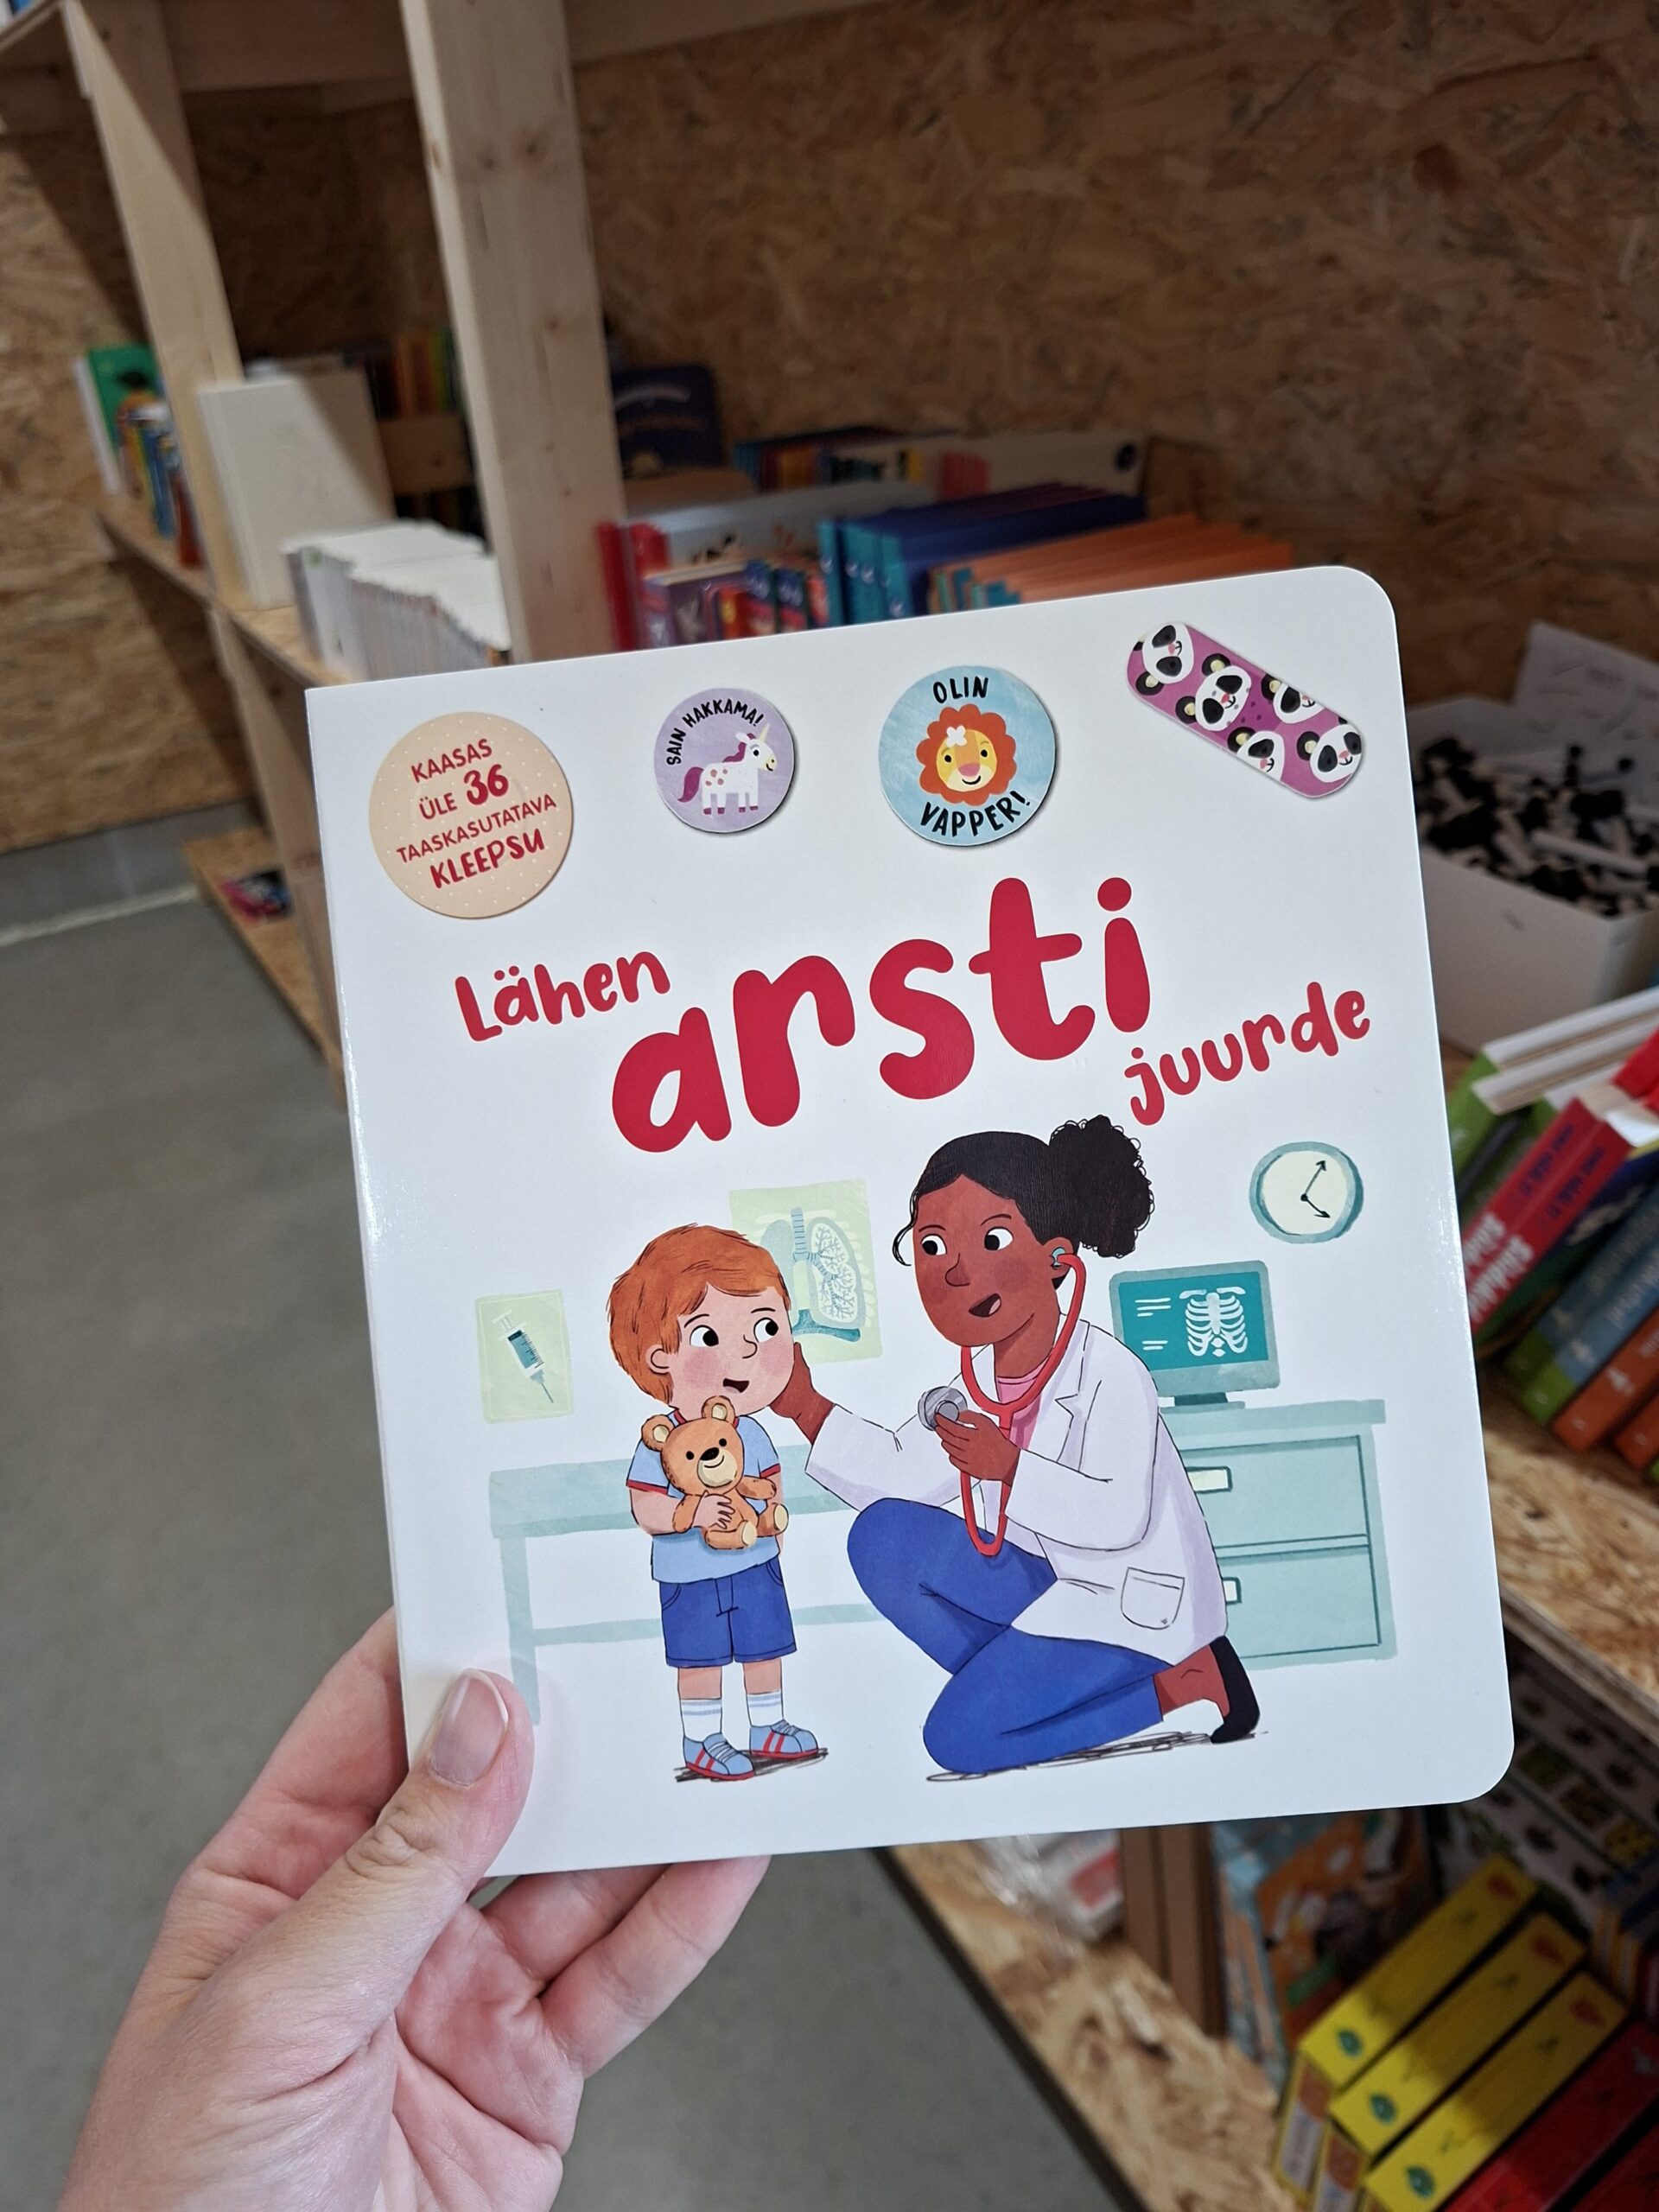 KAASAS
ÜLE 36
TAASKASUTATAVA
KLEEPSU
SAIN HAKKAMA!
OLIN
VAPPER!
Lähen
arsti
juurde